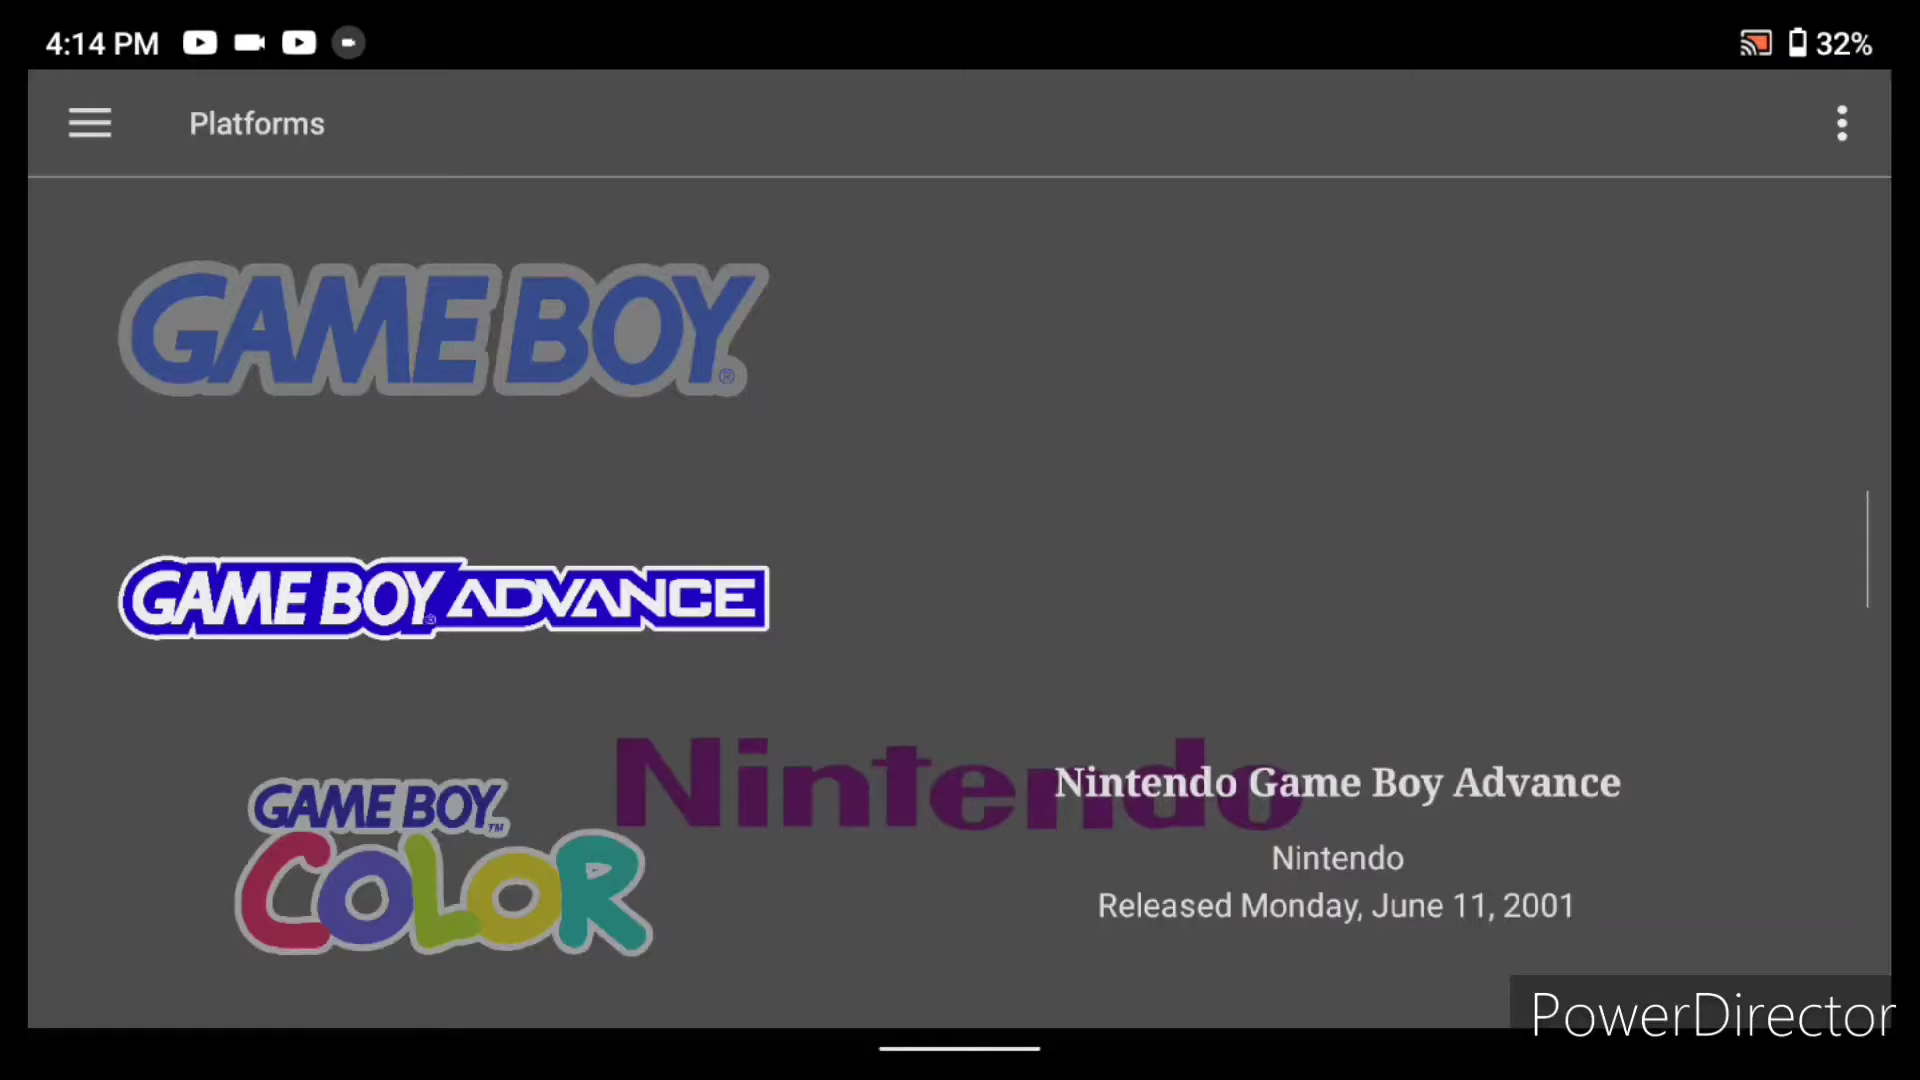 4:14 PM
32%
Platforms
GAME BOY®
GAME BOY ADVANCE
Nintendo
GAME BOY™
COLOR
Nintendo Game Boy Advance
Nintendo
Released Monday, June 11, 2001
PowerDirector